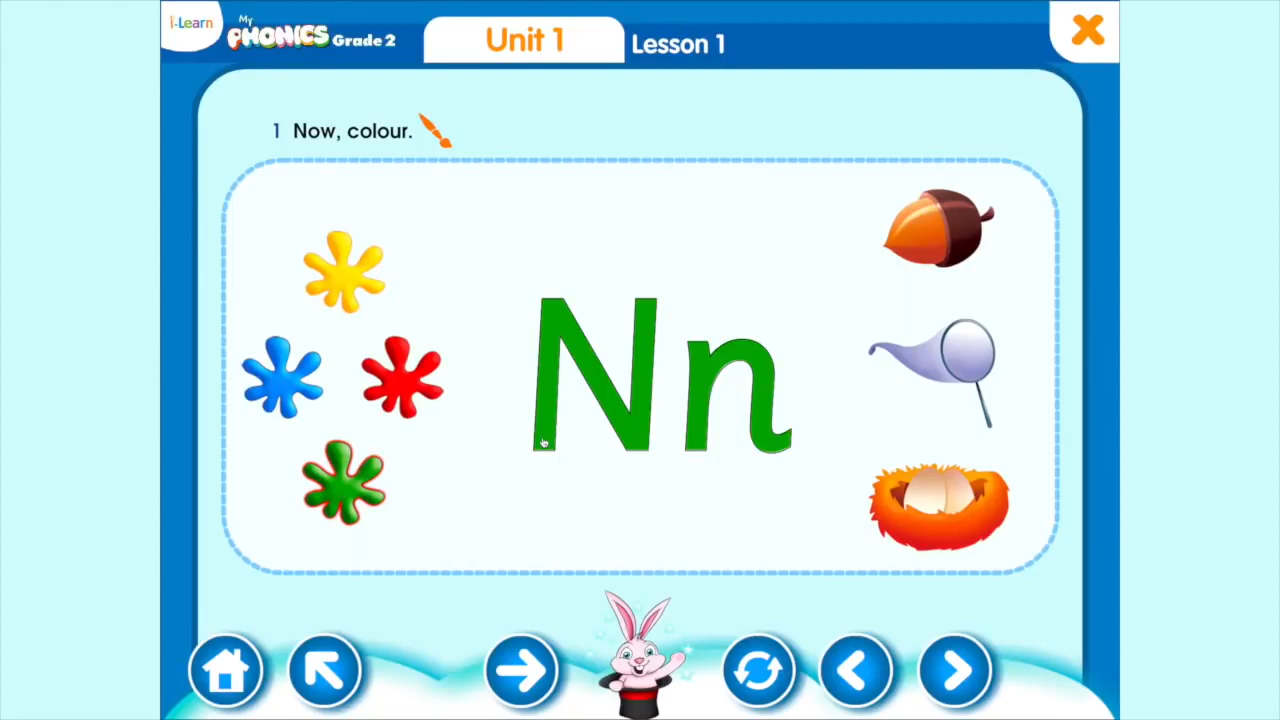 i-Learn
My
PHONICS Grade 2
Unit 1
Lesson 1
1 Now, colour.
Nn